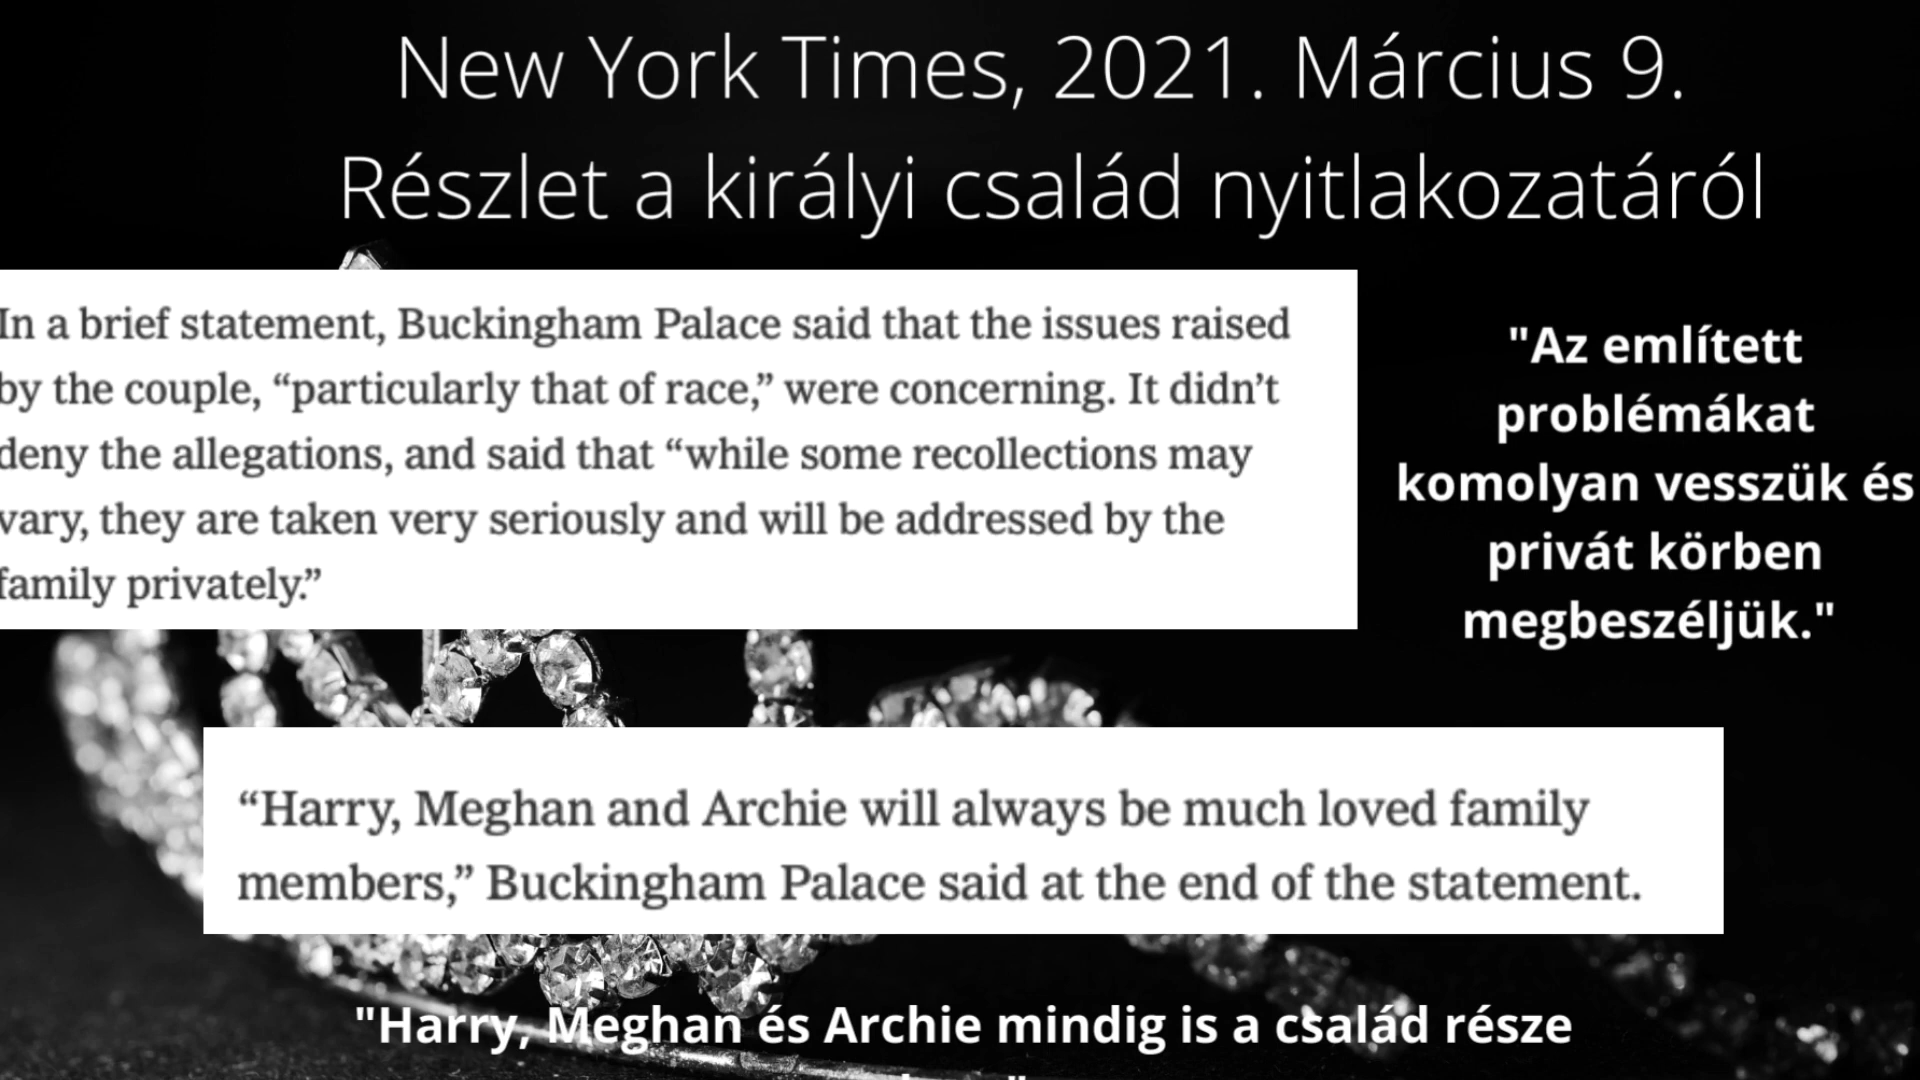 New York Times, 2021. Március 9.
Részlet a királyi család nyitlakozatáról
In a brief statement, Buckingham Palace said that the issues raised
by the couple, “particularly that of race,” were concerning. It didn’t
deny the allegations, and said that “while some recollections may
vary, they are taken very seriously and will be addressed by the
family privately.”
"Az említett
problémákat
komolyan vesszük és
privát körben
megbeszéljük."
“Harry, Meghan and Archie will always be much loved family
members,” Buckingham Palace said at the end of the statement.
"Harry, Meghan és Archie mindig is a család része